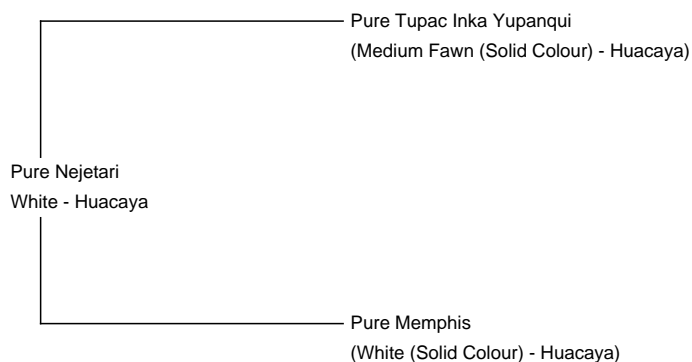 Pure Tupac Inka Yupanqui
(Medium Fawn (Solid Colour) - Huacaya)
Pure Nejetari
White - Huacaya
Pure Memphis
(White (Solid Colour) - Huacaya)